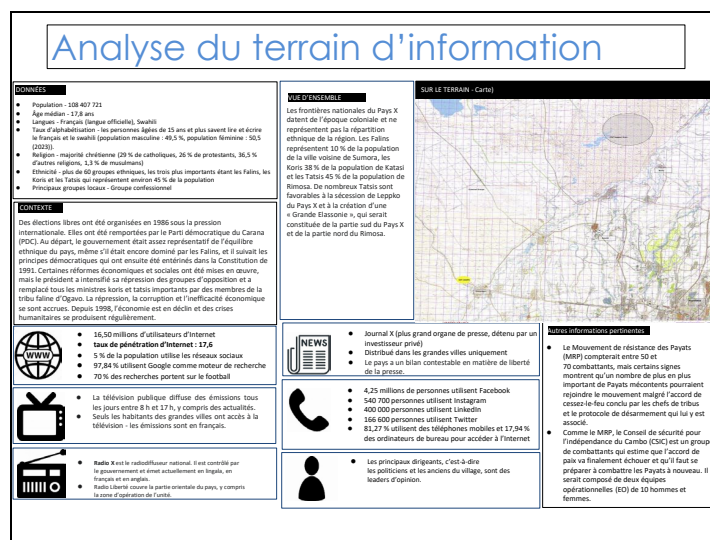 Analyse du terrain d'information
DONNÉES
● Population - 108 407 721
● Âge médian - 17,8 ans
● Langues - Français (langue officielle), Swahili
● Taux d'alphabétisation - les personnes âgées de 15 ans et plus savent lire et écrire
le français et le swahili (population masculine : 49,5 %, population féminine : 50,5
(2023)).
● Religion - majorité chrétienne (29 % de catholiques, 26 % de protestants, 36,5 %
d'autres religions, 1,3 % de musulmans)
● Ethnicité - plus de 60 groupes ethniques, les trois plus importants étant les Falins, les
Koris et les Tatsis qui représentent environ 45 % de la population
● Principaux groupes locaux - Groupe confessionnel
CONTEXTE
Des élections libres ont été organisées en 1986 sous la pression
internationale. Elles ont été remportées par le Parti démocratique du Carana
(PDC). Au départ, le gouvernement était assez représentatif de l'équilibre
ethnique du pays, même s'il était encore dominé par les Falins, et il suivait les
principes démocratiques qui ont ensuite été entérinés dans la Constitution de
1991. Certaines réformes économiques et sociales ont été mises en œuvre,
mais le président a intensifié sa répression des groupes d'opposition et a
remplacé tous les ministres koris et tatsis importants par des membres de la
tribu faline d'Ogavo. La répression, la corruption et l'inefficacité économique
se sont accrues. Depuis 1998, l'économie est en déclin et des crises
humanitaires se produisent régulièrement.
WWW
● 16,50 millions d'utilisateurs d'Internet
● taux de pénétration d'Internet : 17,6
● 5 % de la population utilise les réseaux sociaux
● 97,84 % utilisent Google comme moteur de recherche
● 70 % des recherches portent sur le football
● La télévision publique diffuse des émissions tous
les jours entre 8 h et 17 h, y compris des actualités.
● Seuls les habitants des grandes villes ont accès à la
télévision - les émissions sont en français.
● Radio X est le radiodiffuseur national. Il est contrôlé par
le gouvernement et émet actuellement en lingala, en
français et en anglais.
● Radio Liberté couvre la partie orientale du pays, y compris
la zone d'opération de l'unité.
VUE D'ENSEMBLE
Les frontières nationales du Pays X
datent de l'époque coloniale et ne
représentent pas la répartition
ethnique de la région. Les Falins
représentent 10 % de la population
de la ville voisine de Sumora, les
Koris 38 % de la population de Katasi
et les Tatsis 45 % de la population de
Rimosa. De nombreux Tatsis sont
favorables à la sécession de Leppko
du Pays X et à la création d'une
« Grande Elassonie », qui serait
constituée de la partie sud du Pays X
et de la partie nord du Rimosa.
NEWS
● Journal X (plus grand organe de presse, détenu par un
investisseur privé)
● Distribué dans les grandes villes uniquement
● Le pays a un bilan contestable en matière de liberté
de la presse.
● 4,25 millions de personnes utilisent Facebook
● 540 700 personnes utilisent Instagram
● 400 000 personnes utilisent LinkedIn
● 166 600 personnes utilisent Twitter
● 81,27 % utilisent des téléphones mobiles et 17,94 %
des ordinateurs de bureau pour accéder à l'Internet
● Les principaux dirigeants, c'est-à-dire
les politiciens et les anciens du village, sont des
leaders d'opinion.
SUR LE TERRAIN - Carte)
Autres informations pertinentes
● Le Mouvement de résistance des Payats
(MRP) compterait entre 50 et
70 combattants, mais certains signes
montrent qu'un nombre de plus en plus
important de Payats mécontents pourraient
rejoindre le mouvement malgré l'accord de
cessez-le-feu conclu par les chefs de tribus
et le protocole de désarmement qui lui y est
associé.
● Comme le MRP, le Conseil de sécurité pour
l'indépendance du Cambo (CSIC) est un groupe
de combattants qui estime que l'accord de
paix va finalement échouer et qu'il faut se
préparer à combattre les Payats à nouveau. Il
serait composé de deux équipes
opérationnelles (EO) de 10 hommes et
femmes.